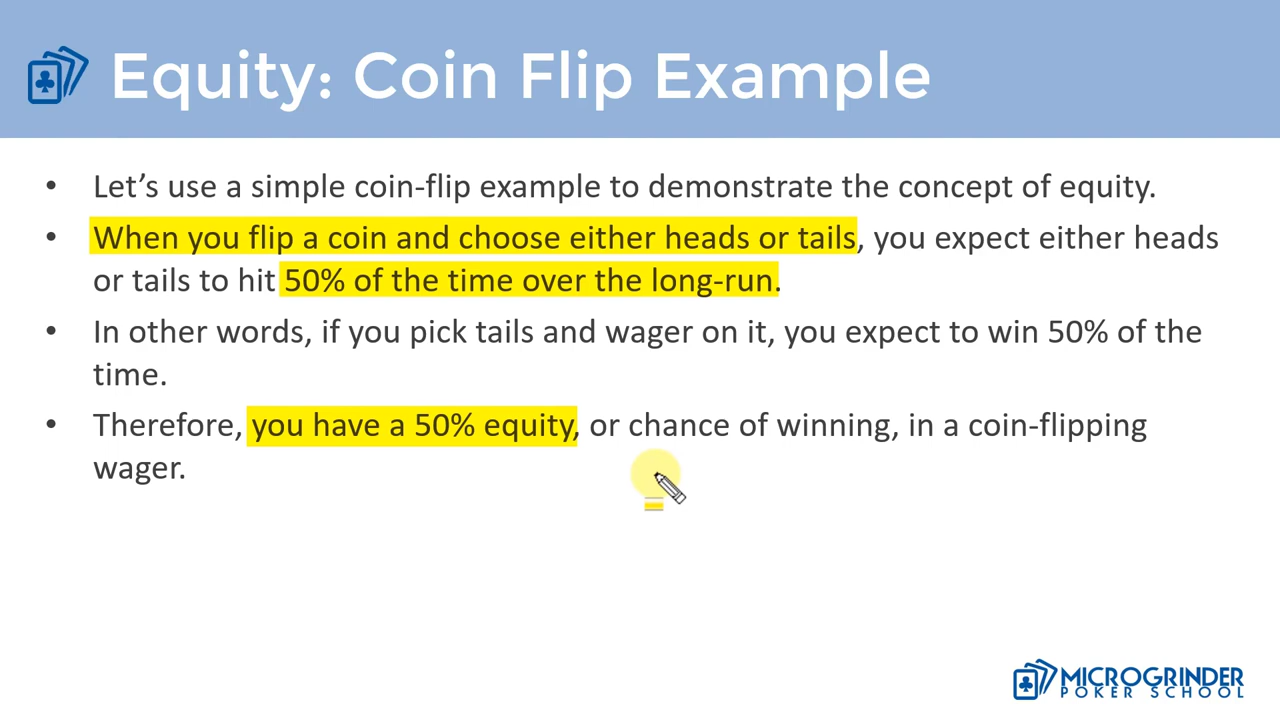 Equity: Coin Flip Example
• Let’s use a simple coin-flip example to demonstrate the concept of equity.
• When you flip a coin and choose either heads or tails, you expect either heads
or tails to hit 50% of the time over the long-run.
• In other words, if you pick tails and wager on it, you expect to win 50% of the
time.
• Therefore, you have a 50% equity, or chance of winning, in a coin-flipping
wager.
MICROGRINDER
POKER SCHOOL